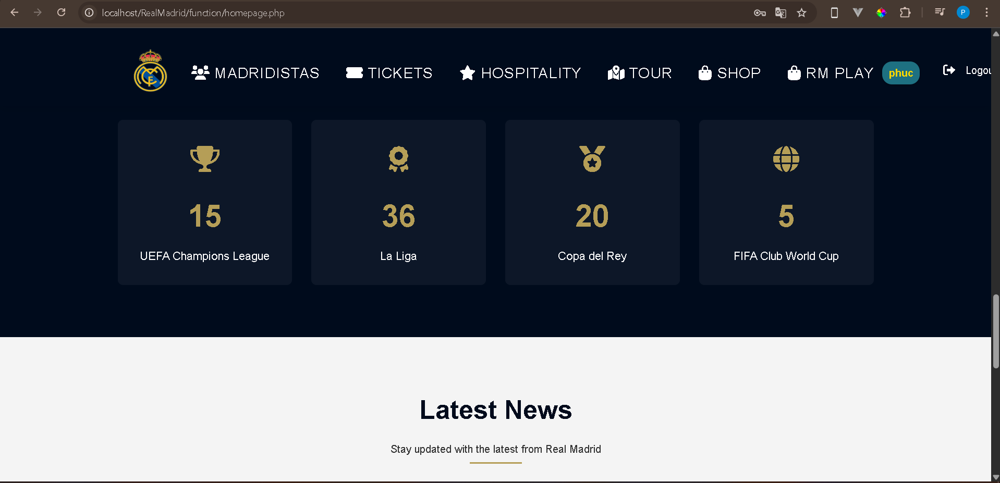 localhost/RealMadrid/function/homepage.php
P
MADRIDISTAS TICKETS HOSPITALITY TOUR SHOP RM PLAY phuc Logou
15 36 20 5
UEFA Champions League La Liga Copa del Rey FIFA Club World Cup
Latest News
Stay updated with the latest from Real Madrid